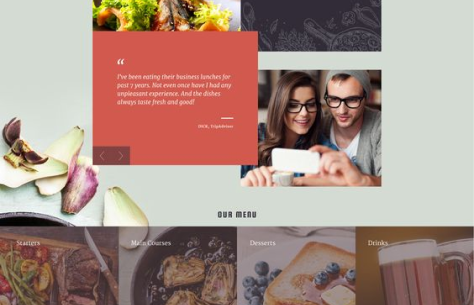 “
I've been eating their business lunches for
past 7 years. Not even once have I had any
unpleasant experience. And the dishes
always taste fresh and good!
TripAdvisor
OUR MENU
Starters
Main Courses
Desserts
Drinks